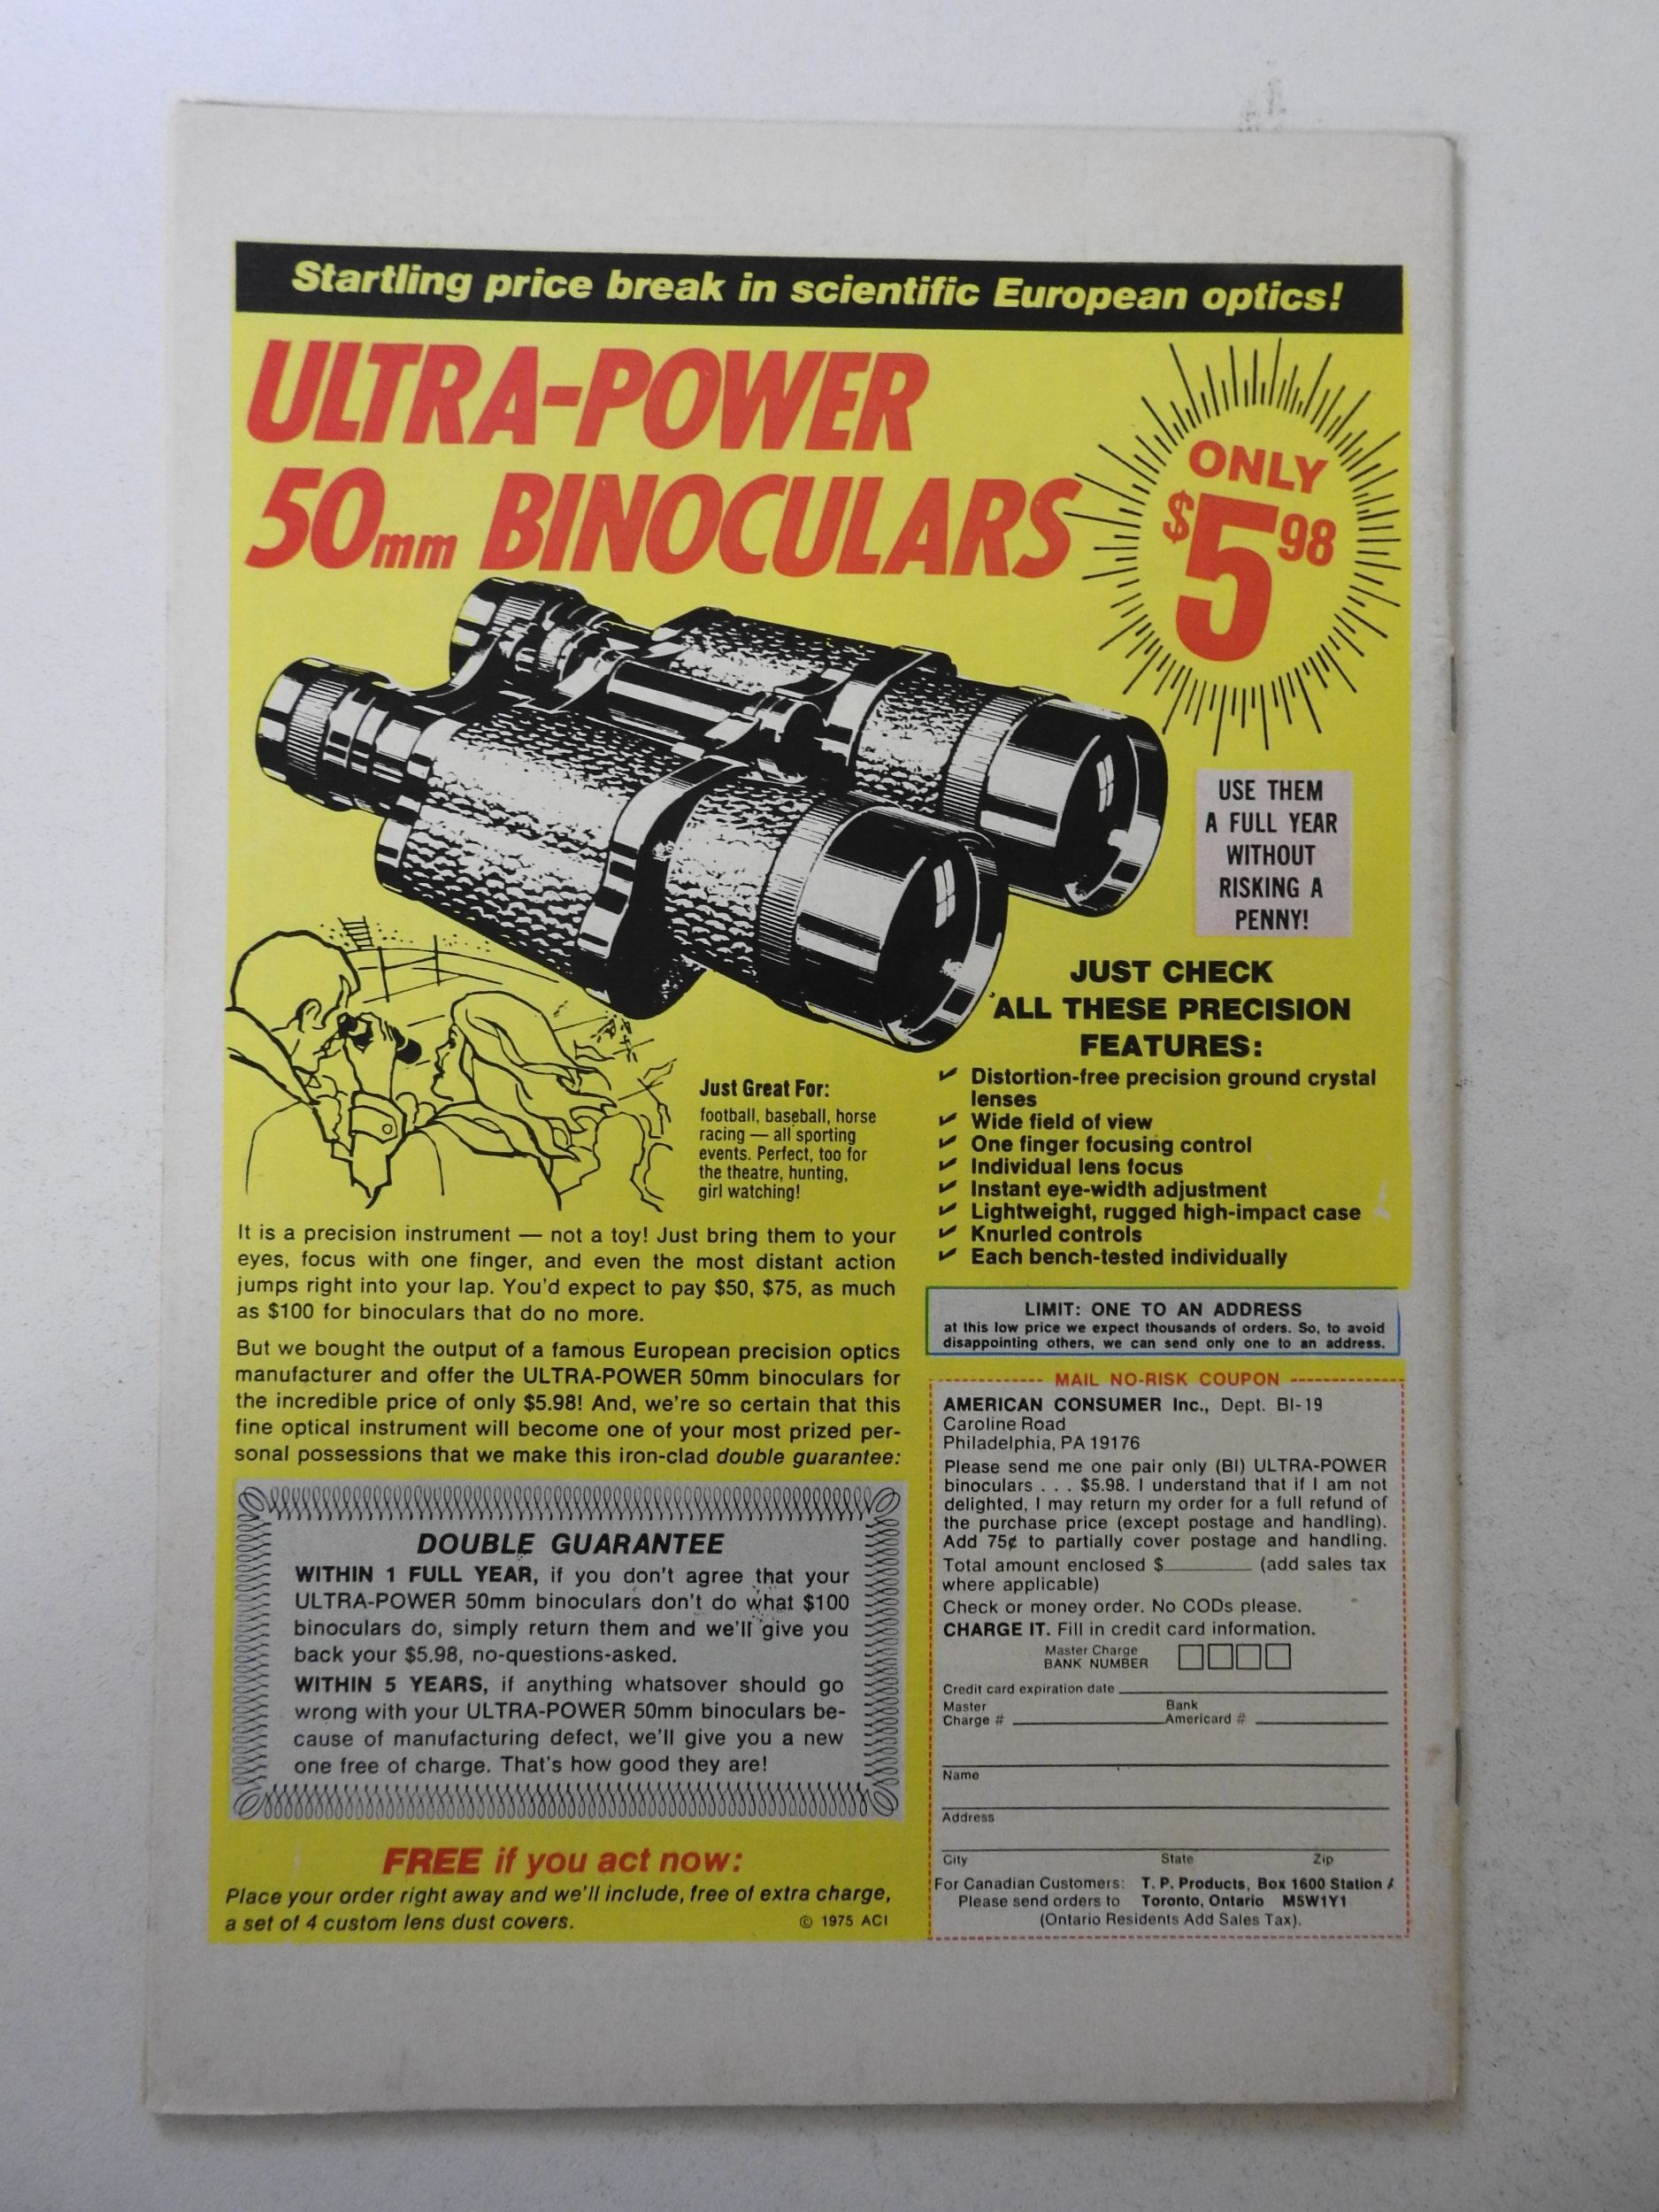 Startling price break in scientific European optics!
ULTRA-POWER
50mm BINOCULARS
ONLY
$5 98
USE THEM
A FULL YEAR
WITHOUT
RISKING A
PENNY!
JUST CHECK
ALL THESE PRECISION
FEATURES:
✓ Distortion-free precision ground crystal
lenses
✓ Wide field of view
✓ One finger focusing control
✓ Individual lens focus
✓ Instant eye-width adjustment
✓ Lightweight, rugged high-impact case
✓ Knurled controls
✓ Each bench-tested individually
Just Great For:
football, baseball, horse
racing — all sporting
events. Perfect, too for
the theatre, hunting,
girl watching!
It is a precision instrument — not a toy! Just bring them to your
eyes, focus with one finger, and even the most distant action
jumps right into your lap. You'd expect to pay $50, $75, as much
as $100 for binoculars that do no more.
But we bought the output of a famous European precision optics
manufacturer and offer the ULTRA-POWER 50mm binoculars for
the incredible price of only $5.98! And, we're so certain that this
fine optical instrument will become one of your most prized per-
sonal possessions that we make this iron-clad double guarantee:
DOUBLE GUARANTEE
WITHIN 1 FULL YEAR, if you don't agree that your
ULTRA-POWER 50mm binoculars don't do what $100
binoculars do, simply return them and we'll give you
back your $5.98, no-questions-asked.
WITHIN 5 YEARS, if anything whatsover should go
wrong with your ULTRA-POWER 50mm binoculars be-
cause of manufacturing defect, we'll give you a new
one free of charge. That's how good they are!
FREE if you act now:
Place your order right away and we'll include, free of extra charge,
a set of 4 custom lens dust covers.
© 1975 ACI
LIMIT: ONE TO AN ADDRESS
at this low price we expect thousands of orders. So, to avoid
disappointing others, we can send only one to an address.
MAIL NO-RISK COUPON
AMERICAN CONSUMER Inc., Dept. BI-19
Caroline Road
Philadelphia, PA 19176
Please send me one pair only (BI) ULTRA-POWER
binoculars . . . $5.98. I understand that if I am not
delighted, I may return my order for a full refund of
the purchase price (except postage and handling).
Add 75¢ to partially cover postage and handling.
Total amount enclosed $________ (add sales tax
where applicable)
Check or money order. No CODs please.
CHARGE IT. Fill in credit card information.
Master Charge
BANK NUMBER
Credit card expiration date
Master Bank
Charge # Americard #
Name
Address
City State Zip
For Canadian Customers: T. P. Products, Box 1600 Station A
Please send orders to Toronto, Ontario M5W1Y1
(Ontario Residents Add Sales Tax).